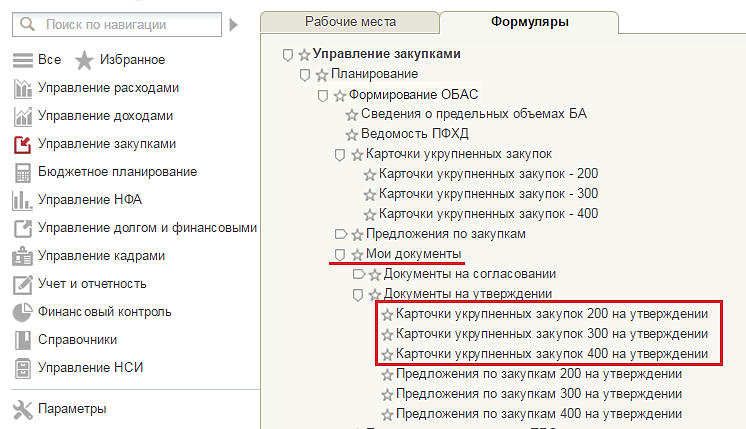 Поиск по навигации
Все Избранное
Управление расходами
Управление доходами
Управление закупками
Бюджетное планирование
Управление НФА
Управление долгом и финансовыми
Управление кадрами
Учет и отчетность
Финансовый контроль
Справочники
Управление НСИ
Параметры
Рабочие места
Формуляры
Управление закупками
Планирование
Формирование ОБАС
Сведения о предельных объемах БА
Ведомость ПФХД
Карточки укрупненных закупок
Карточки укрупненных закупок - 200
Карточки укрупненных закупок - 300
Карточки укрупненных закупок - 400
Предложения по закупкам
Мои документы
Документы на согласовании
Документы на утверждении
Карточки укрупненных закупок 200 на утверждении
Карточки укрупненных закупок 300 на утверждении
Карточки укрупненных закупок 400 на утверждении
Предложения по закупкам 200 на утверждении
Предложения по закупкам 300 на утверждении
Предложения по закупкам 400 на утверждении